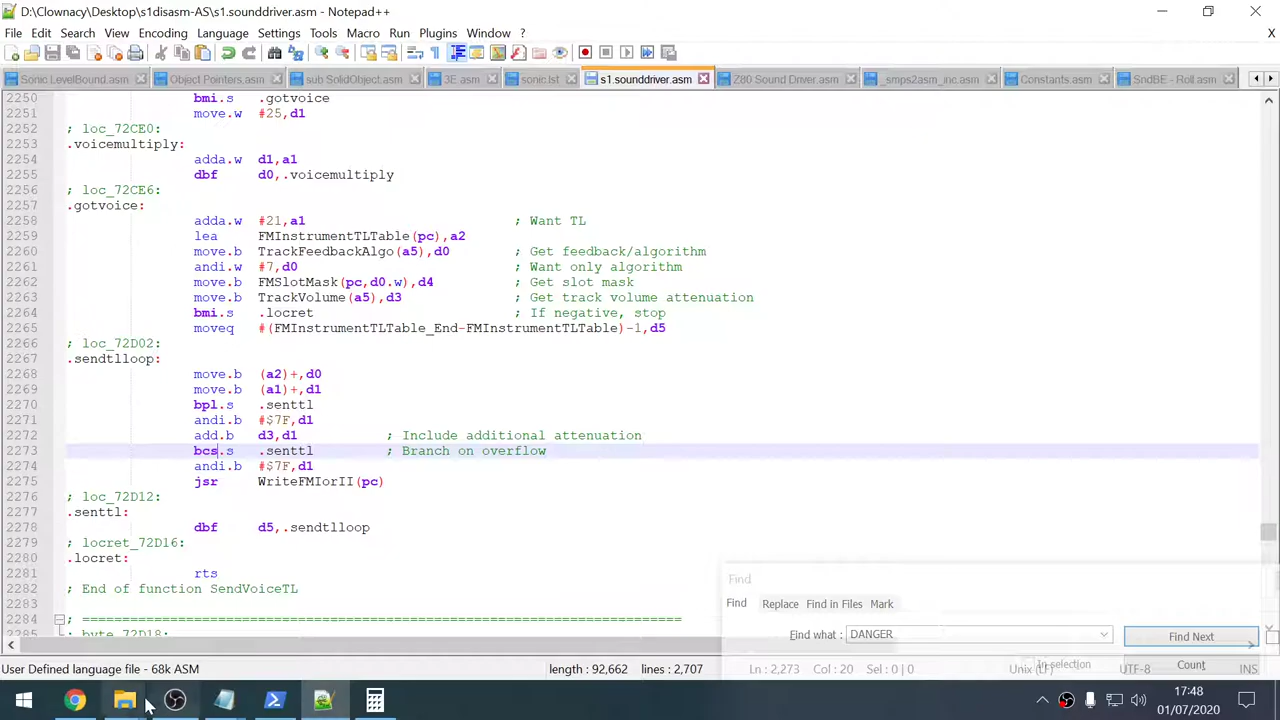 D:\Clownacy\Desktop\s1disasm-AS\s1.sounddriver.asm - Notepad++
File Edit Search View Encoding Language Settings Tools Macro Run Plugins Window ? X
Sonic LevelBound.asm Object Pointers.asm sub SolidObject.asm 3E.asm sonic.lst s1.sounddriver.asm Z80 Sound Driver.asm _smps2asm_inc.asm Constants.asm SndBE - Roll.asm
2250 bmi.s .gotvoice
2251 move.w #25,d1
2252 ; loc_72CE0:
2253 .voicemultiply:
2254 adda.w d1,a1
2255 dbf d0,.voicemultiply
2256 ; loc_72CE6:
2257 .gotvoice:
2258 adda.w #21,a1 ; Want TL
2259 lea FMInstrumentTLTable(pc),a2
2260 move.b TrackFeedbackAlgo(a5),d0 ; Get feedback/algorithm
2261 andi.w #7,d0 ; Want only algorithm
2262 move.b FMSlotMask(pc,d0.w),d4 ; Get slot mask
2263 move.b TrackVolume(a5),d3 ; Get track volume attenuation
2264 bmi.s .locret ; If negative, stop
2265 moveq #(FMInstrumentTLTable_End-FMInstrumentTLTable)-1,d5
2266 ; loc_72D02:
2267 .sendtlloop:
2268 move.b (a2)+,d0
2269 move.b (a1)+,d1
2270 bpl.s .senttl
2271 andi.b #$7F,d1
2272 add.b d3,d1 ; Include additional attenuation
2273 bcs.s .senttl ; Branch on overflow
2274 andi.b #$7F,d1
2275 jsr WriteFMIorII(pc)
2276 ; loc_72D12:
2277 .senttl:
2278 dbf d5,.sendtlloop
2279 ; locret_72D16:
2280 .locret:
2281 rts
2282 ; End of function SendVoiceTL
2283
2284 ; ===========================================================================
2285 ; byte_72D18:
Find
Find Replace Find in Files Mark
Find what : DANGER Find Next
In selection Count
User Defined language file - 68k ASM length : 92,662 lines : 2,707 Ln : 2,273 Col : 20 Sel : 0 | 0 Unix (LF) UTF-8 INS
17:48
01/07/2020